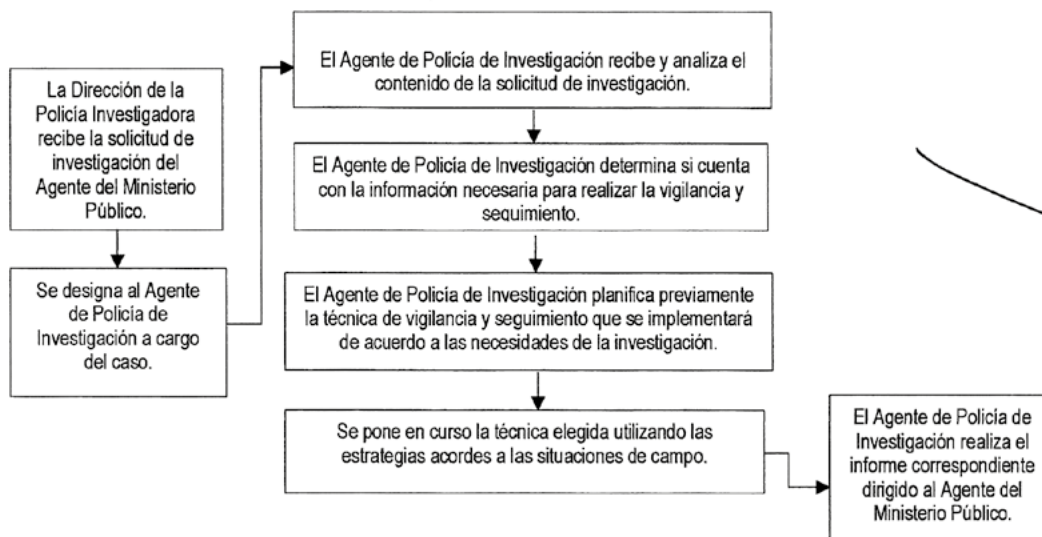 La Dirección de la
Policía Investigadora
recibe la solicitud de
investigación del
Agente del Ministerio
Público.
Se designa al Agente
de Policía de
Investigación a cargo
del caso.
El Agente de Policía de Investigación recibe y analiza el
contenido de la solicitud de investigación.
El Agente de Policía de Investigación determina si cuenta
con la información necesaria para realizar la vigilancia y
seguimiento.
El Agente de Policía de Investigación planifica previamente
la técnica de vigilancia y seguimiento que se implementará
de acuerdo a las necesidades de la investigación.
Se pone en curso la técnica elegida utilizando las
estrategias acordes a las situaciones de campo.
El Agente de Policía de
Investigación realiza el
informe correspondiente
dirigido al Agente del
Ministerio Público.